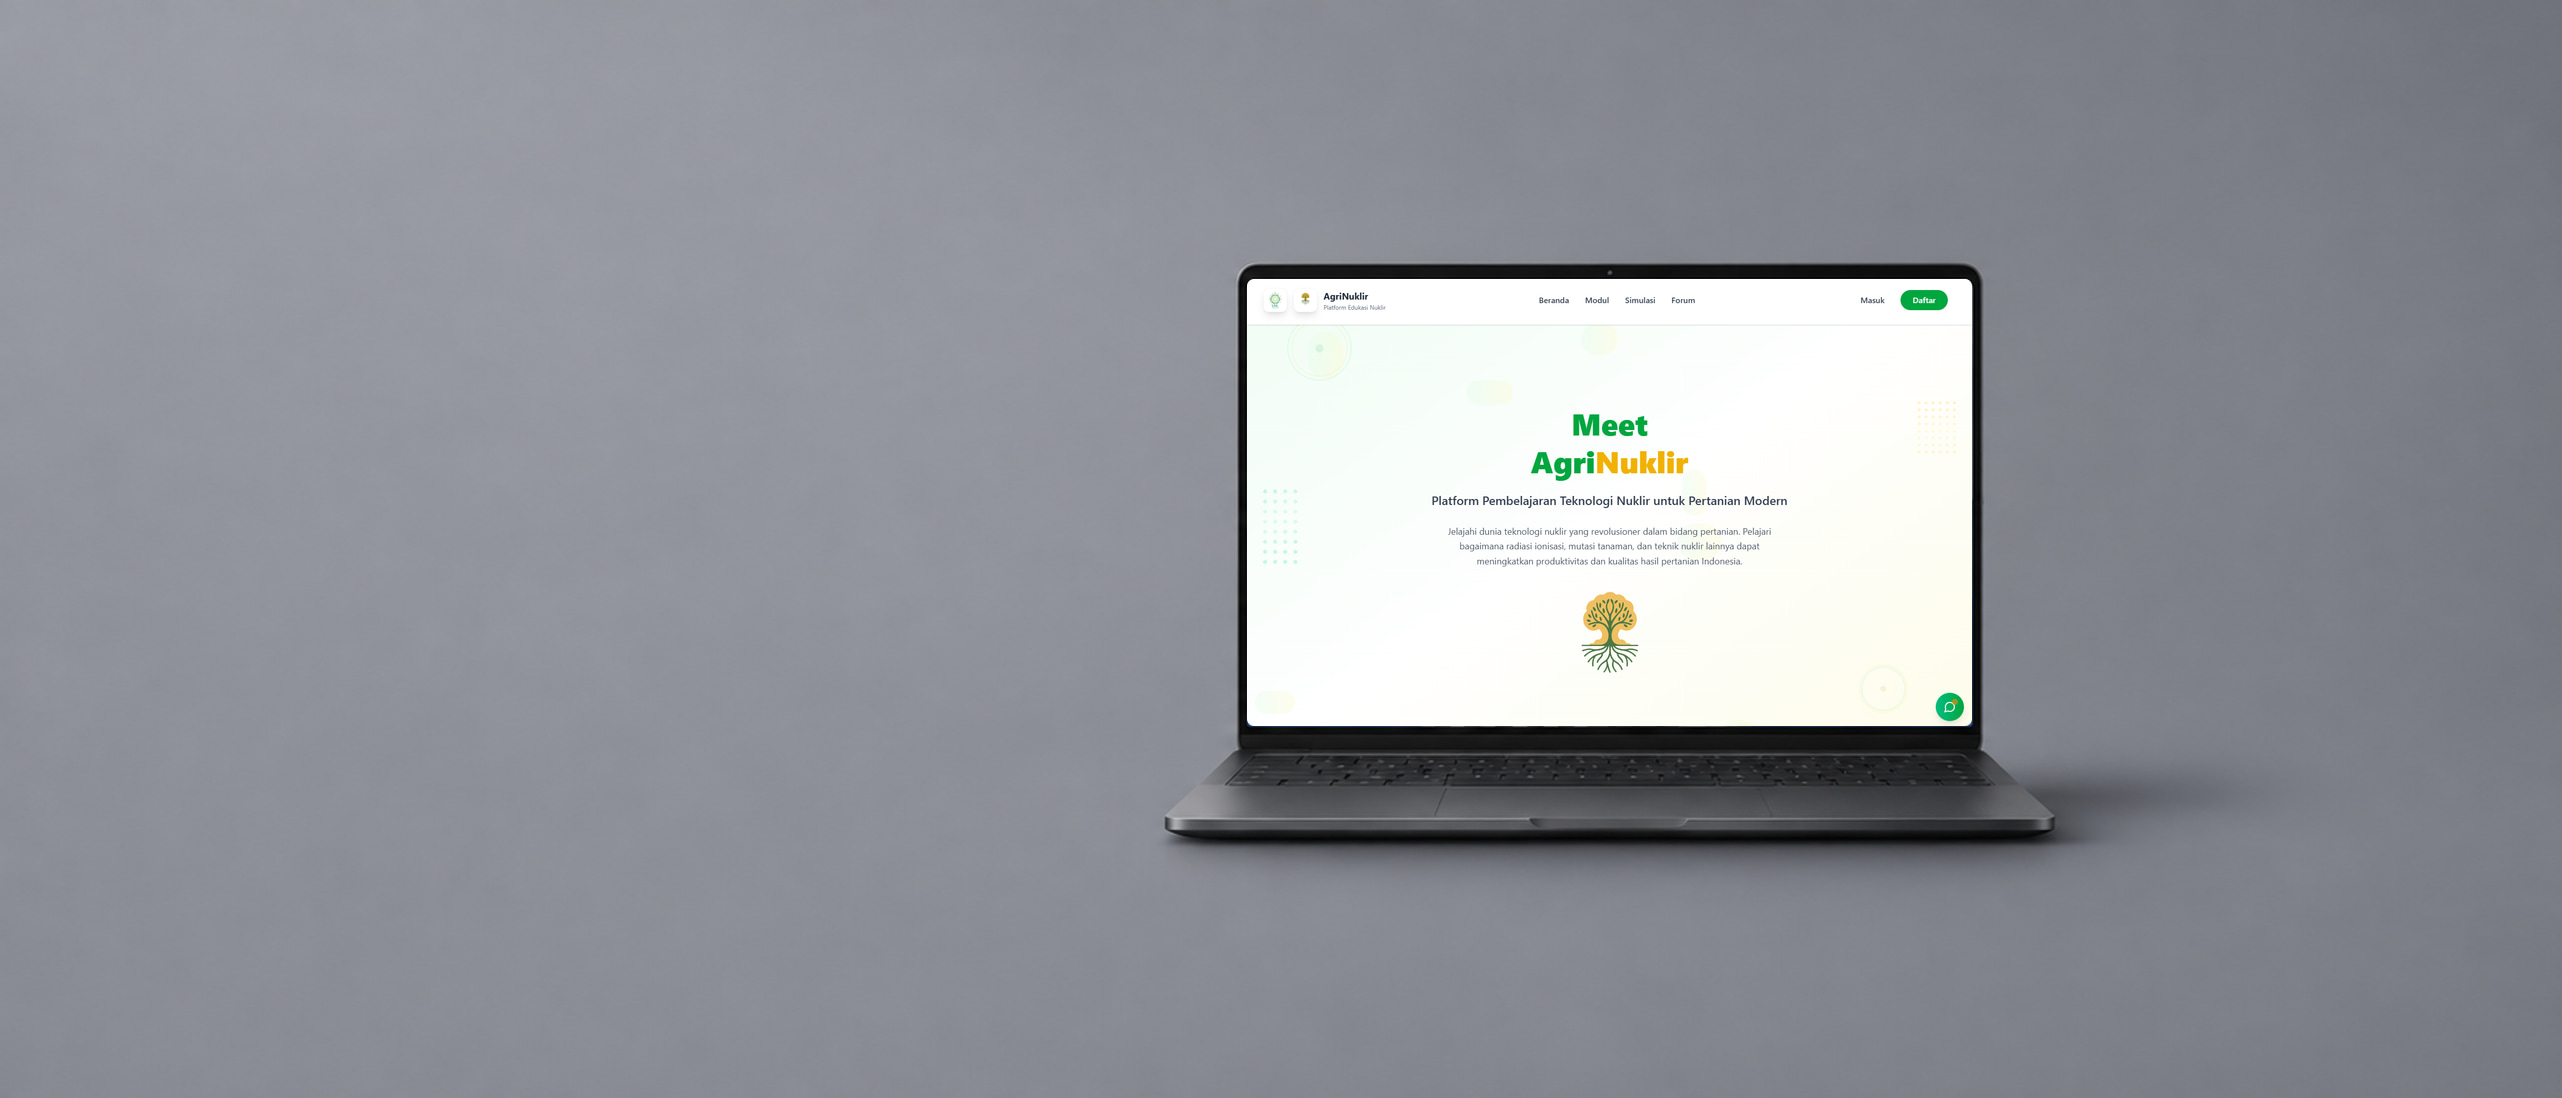 AgriNuklir
Platform Edukasi Nuklir
Beranda Modul Simulasi Forum
Masuk Daftar
Meet
AgriNuklir
Platform Pembelajaran Teknologi Nuklir untuk Pertanian Modern
Jelajahi dunia teknologi nuklir yang revolusioner dalam bidang pertanian. Pelajari
bagaimana radiasi ionisasi, mutasi tanaman, dan teknik nuklir lainnya dapat
meningkatkan produktivitas dan kualitas hasil pertanian Indonesia.